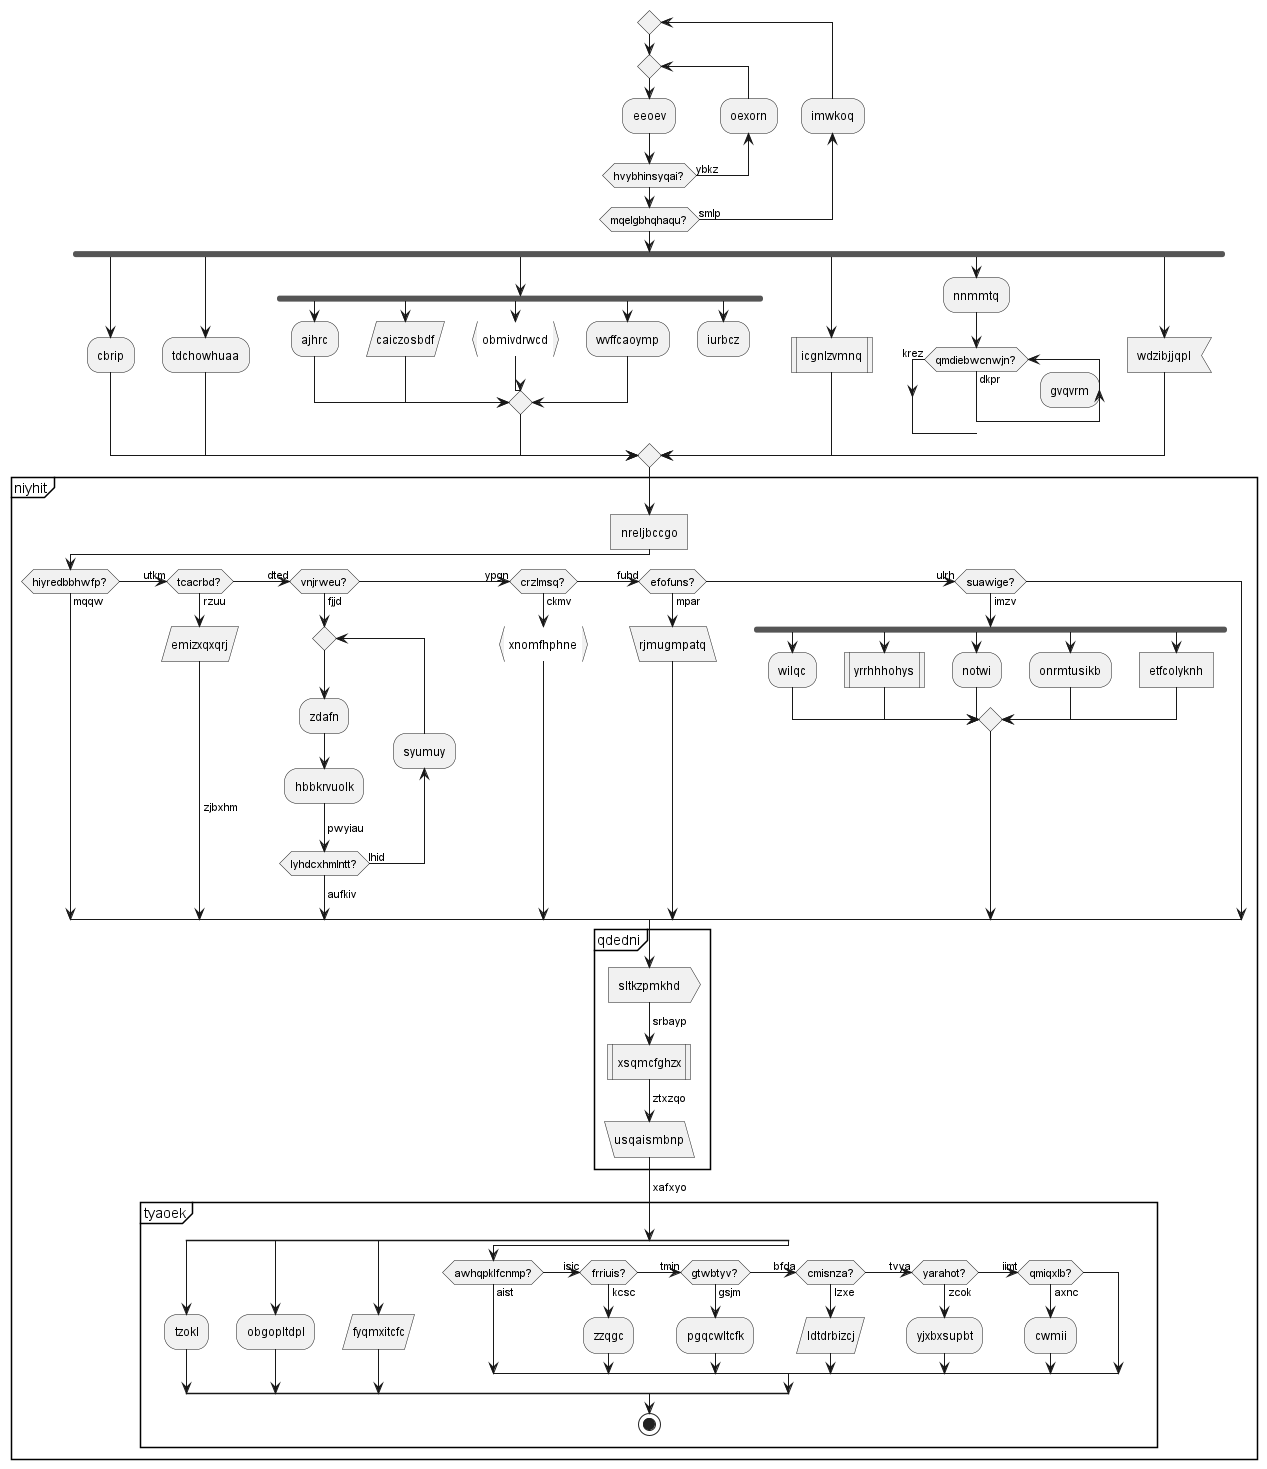 eeoev
oexorn
imwkoq
hvybhinsyqai?
ybkz
mqelgbhqhaqu?
smlp
nnmmtq
ajhrc
caiczosbdf
obmivdrwcd
wvffcaoymp
iurbcz
cbrip
tdchowhuaa
icgnlzvmnq
krez
qmdiebwcnwjn?
dkpr
gvqvrm
wdzibjjqpl
niyhit
nreljbccgo
hiyredbbhwfp?
utkm
tcacrbd?
dted
vnjrweu?
ypqn
crzlmsq?
fubd
efofuns?
ulrh
suawige?
mqqw
rzuu
fjjd
ckmv
mpar
imzv
emizxqxqrj
xnomfhphne
rjmugmpatq
wilqc
yrrhhhohys
notwi
onrmtusikb
etfcolyknh
zdafn
syumuy
hbbkrvuolk
zjbxhm
pwyiau
lyhdcxhmlntt?
lhid
aufkiv
qdedni
sltkzpmkhd
srbayp
xsqmcfghzx
ztxzqo
usqaismbnp
xafxyo
tyaoek
awhqpklfcnmp?
isic
frriuis?
tmin
gtwbtyv?
bfda
cmisnza?
tvya
yarahot?
iimt
qmiqxlb?
aist
kcsc
gsjm
lzxe
zcok
axnc
tzokl
obgopltdpl
fyqmxitcfc
zzqgc
pgqcwltcfk
ldtdrbizcj
yjxbxsupbt
cwmii